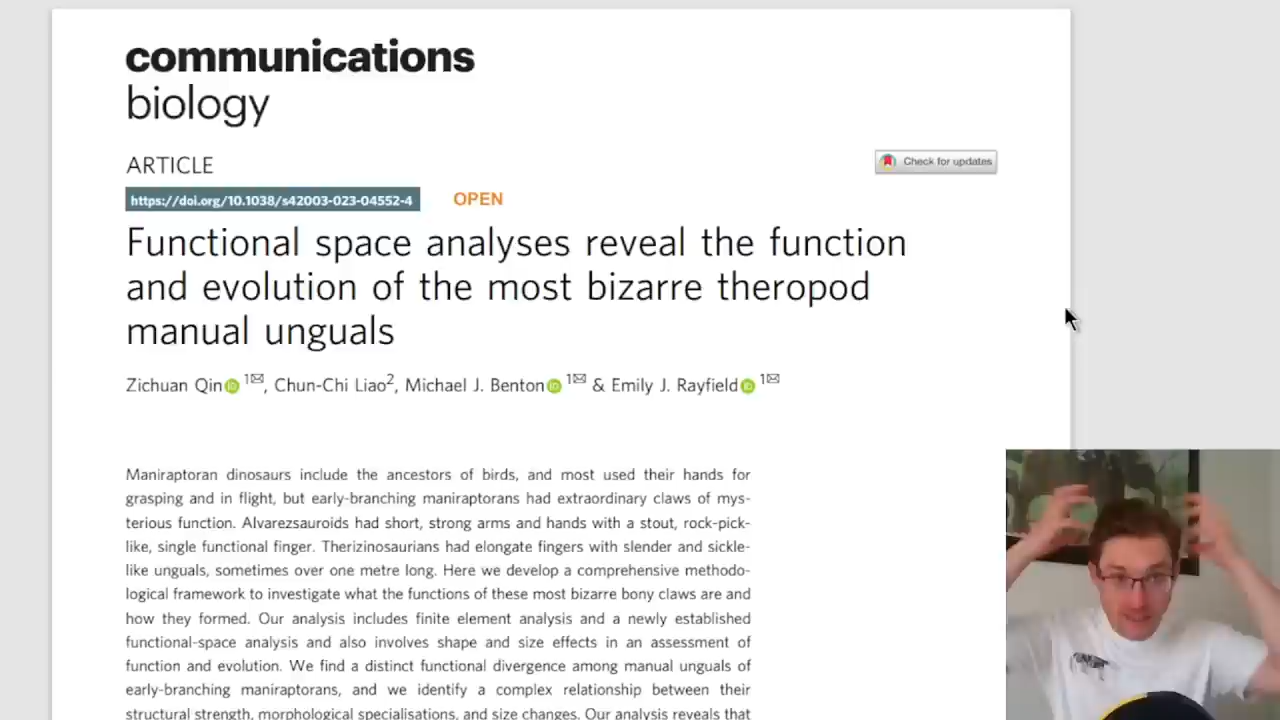 communications
biology
ARTICLE
Check for updates
https://doi.org/10.1038/s42003-023-04552-4 OPEN
Functional space analyses reveal the function
and evolution of the most bizarre theropod
manual unguals
Zichuan Qin 1✉, Chun-Chi Liao2, Michael J. Benton 1✉ & Emily J. Rayfield 1✉
Maniraptoran dinosaurs include the ancestors of birds, and most used their hands for
grasping and in flight, but early-branching maniraptorans had extraordinary claws of mys-
terious function. Alvarezsauroids had short, strong arms and hands with a stout, rock-pick-
like, single functional finger. Therizinosaurians had elongate fingers with slender and sickle-
like unguals, sometimes over one metre long. Here we develop a comprehensive methodo-
logical framework to investigate what the functions of these most bizarre bony claws are and
how they formed. Our analysis includes finite element analysis and a newly established
functional-space analysis and also involves shape and size effects in an assessment of
function and evolution. We find a distinct functional divergence among manual unguals of
early-branching maniraptorans, and we identify a complex relationship between their
structural strength, morphological specialisations, and size changes. Our analysis reveals that